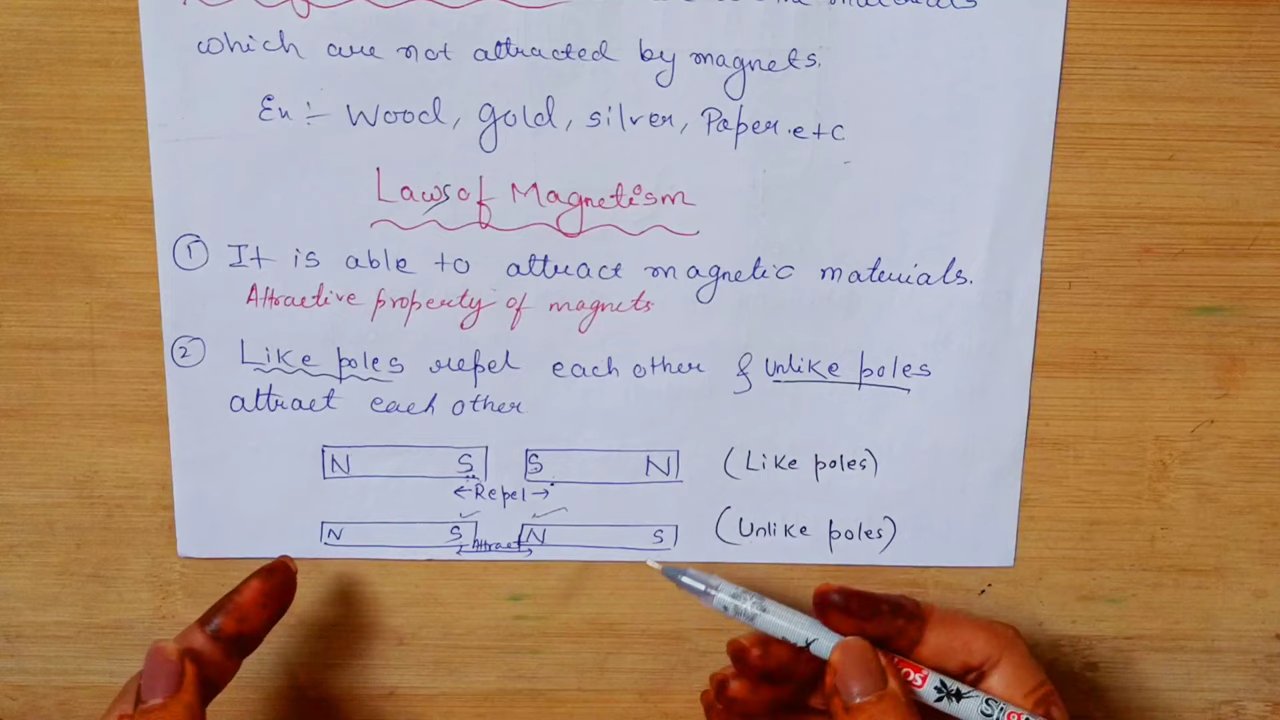 materials
which are not attracted by magnets.
Ex :- Wood, gold, silver, Paper. etc
Laws of Magnetism
① It is able to attract magnetic materials.
Attractive property of magnets
② Like poles repel each other & Unlike poles
attract each other
N S S N (Like poles)
←Repel→
N S N S (Unlike poles)
Attract